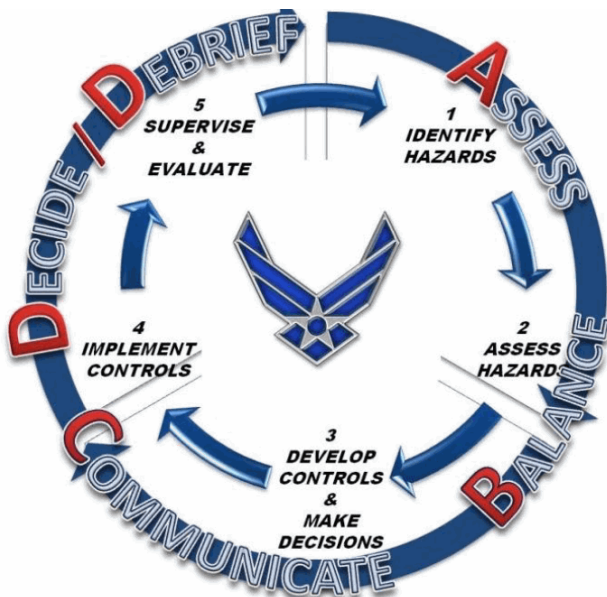 ASSESS
BALANCE
COMMUNICATE
DECIDE / DEBRIEF
1
IDENTIFY
HAZARDS
2
ASSESS
HAZARDS
3
DEVELOP
CONTROLS
&
MAKE
DECISIONS
4
IMPLEMENT
CONTROLS
5
SUPERVISE
&
EVALUATE